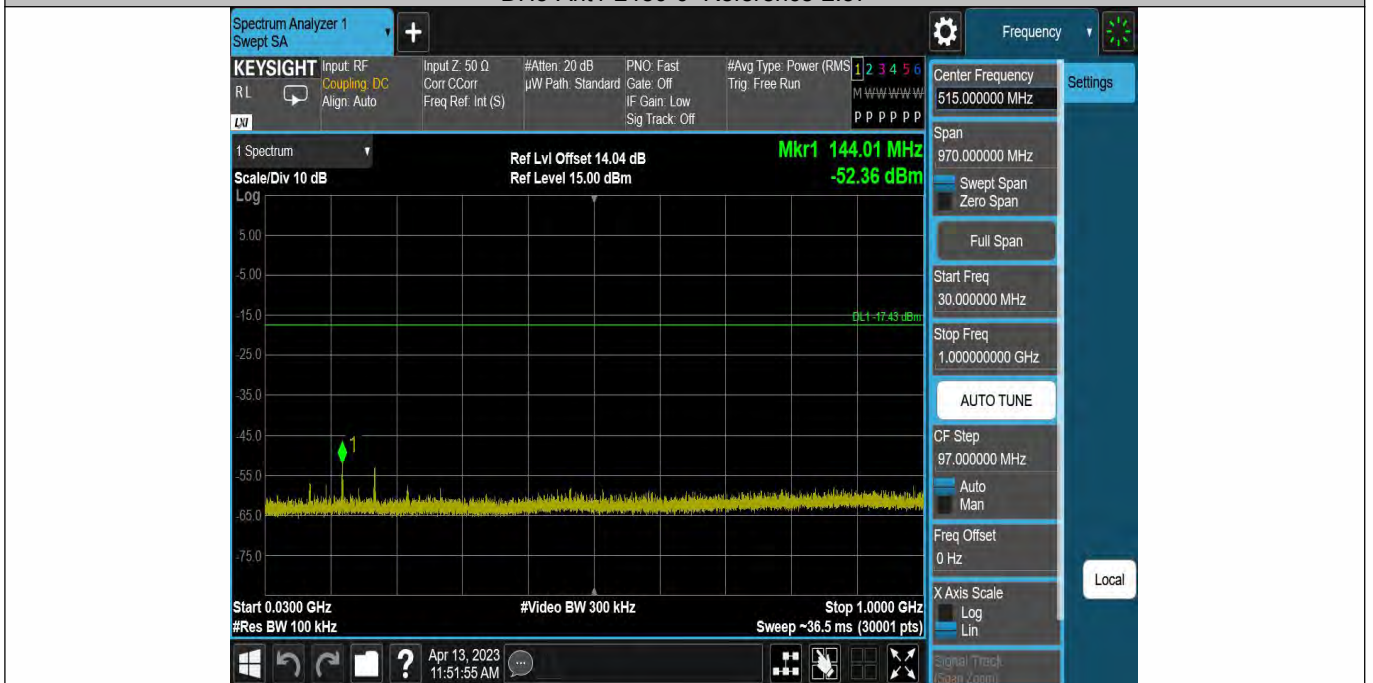 Spectrum Analyzer 1
Swept SA
+
Frequency
KEYSIGHT
RL
LXI
Input: RF
Coupling: DC
Align: Auto
Input Z: 50 Ω
Corr CCorr
Freq Ref: Int (S)
#Atten: 20 dB
µW Path: Standard
PNO: Fast
Gate: Off
IF Gain: Low
Sig Track: Off
#Avg Type: Power (RMS
Trig: Free Run
1 2 3 4 5 6
M W W W W W
P P P P P P
Center Frequency
515.000000 MHz
Settings
Span
970.000000 MHz
Swept Span
Zero Span
Full Span
Start Freq
30.000000 MHz
Stop Freq
1.000000000 GHz
AUTO TUNE
CF Step
97.000000 MHz
Auto
Man
Freq Offset
0 Hz
X Axis Scale
Log
Lin
Signal Track
(Span Zoom)
Local
1 Spectrum
Scale/Div 10 dB
Log
Ref Lvl Offset 14.04 dB
Ref Level 15.00 dBm
Mkr1 144.01 MHz
-52.36 dBm
5.00
-5.00
-15.0
DL1 -17.43 dBm
-25.0
-35.0
-45.0
1
-55.0
-65.0
-75.0
Start 0.0300 GHz
#Res BW 100 kHz
#Video BW 300 kHz
Stop 1.0000 GHz
Sweep ~36.5 ms (30001 pts)
?
Apr 13, 2023
11:51:55 AM